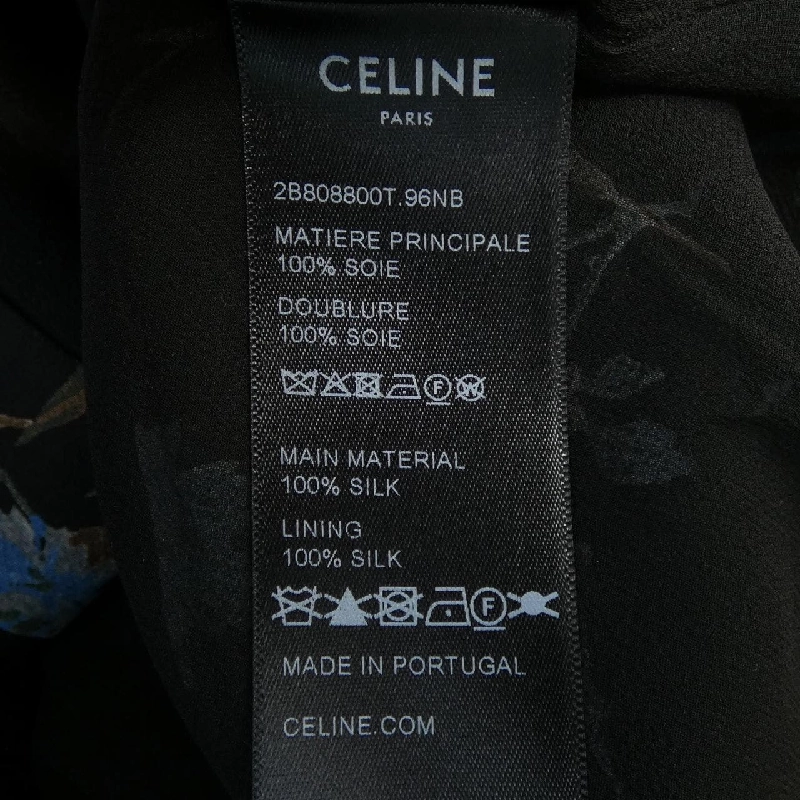 CELINE
PARIS
2B808800T.96NB
MATIERE PRINCIPALE
100% SOIE
DOUBLURE
100% SOIE
F W
MAIN MATERIAL
100% SILK
LINING
100% SILK
F
MADE IN PORTUGAL
CELINE.COM